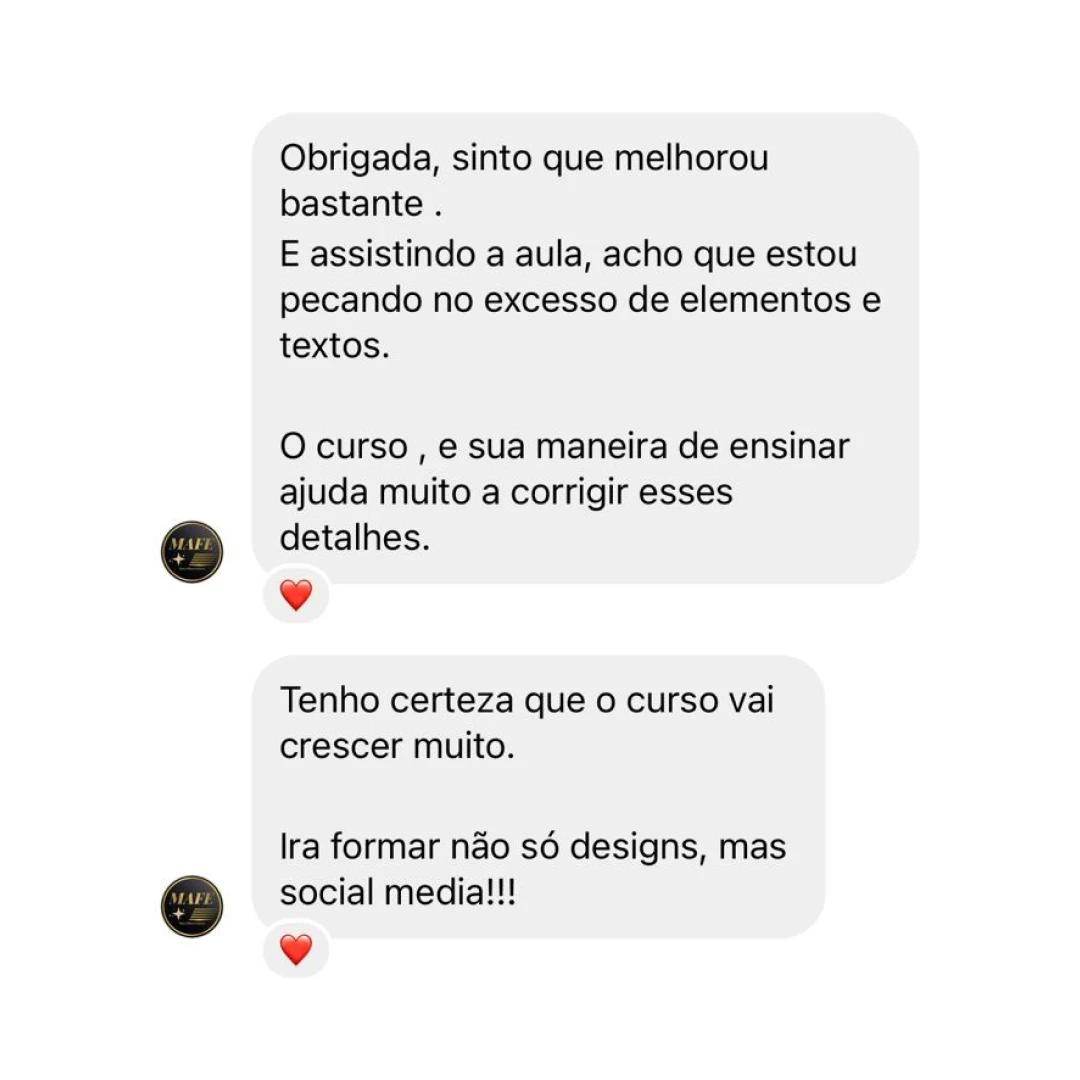 Obrigada, sinto que melhorou
bastante .
E assistindo a aula, acho que estou
pecando no excesso de elementos e
textos.
O curso , e sua maneira de ensinar
ajuda muito a corrigir esses
detalhes.
MAFE
Tenho certeza que o curso vai
crescer muito.
Ira formar não só designs, mas
social media!!!
MAFE